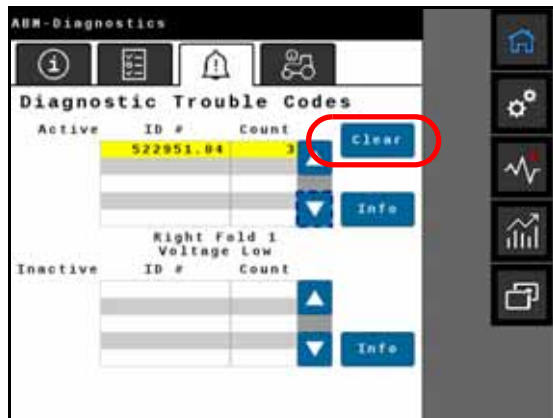 ABM-Diagnostics
Diagnostic Trouble Codes
Active ID # Count
Clear
522951.04 3
Info
Right Fold 1
Voltage Low
Inactive ID # Count
Info